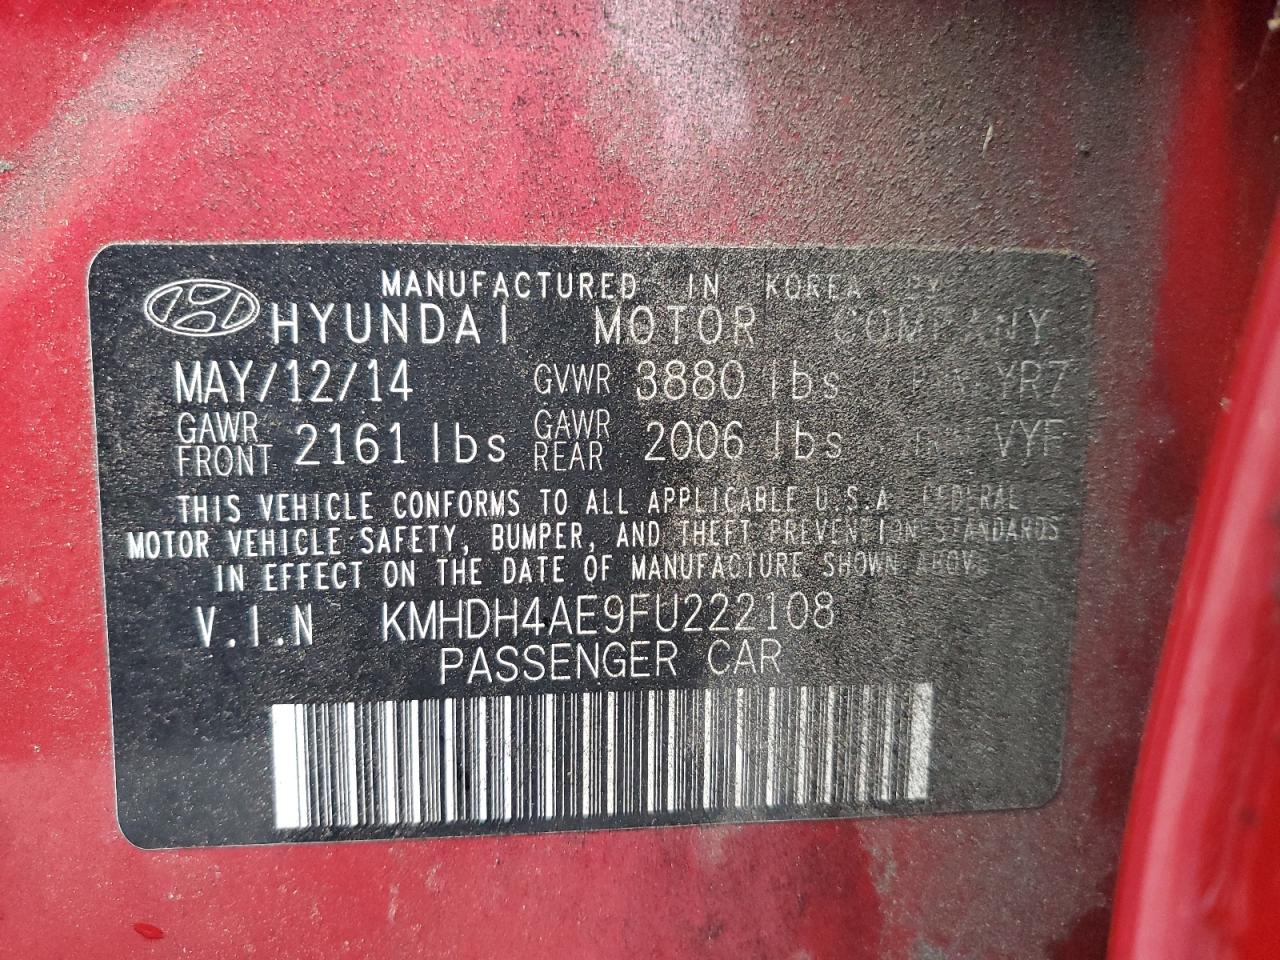 MANUFACTURED IN KOREA BY
HYUNDAI MOTOR COMPANY
MAY/12/14 GVWR 3880 lbs YR7
GAWR FRONT 2161 lbs GAWR REAR 2006 lbs VYF
THIS VEHICLE CONFORMS TO ALL APPLICABLE U.S.A. FEDERAL
MOTOR VEHICLE SAFETY, BUMPER, AND THEFT PREVENTION STANDARDS
IN EFFECT ON THE DATE OF MANUFACTURE SHOWN ABOVE
V.I.N KMHDH4AE9FU222108
PASSENGER CAR